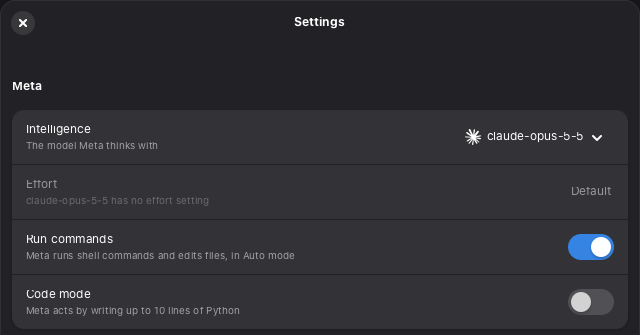 Settings
Meta
Intelligence
The model Meta thinks with
claude-opus-5-5
Effort
claude-opus-5-5 has no effort setting
Default
Run commands
Meta runs shell commands and edits files, in Auto mode
Code mode
Meta acts by writing up to 10 lines of Python